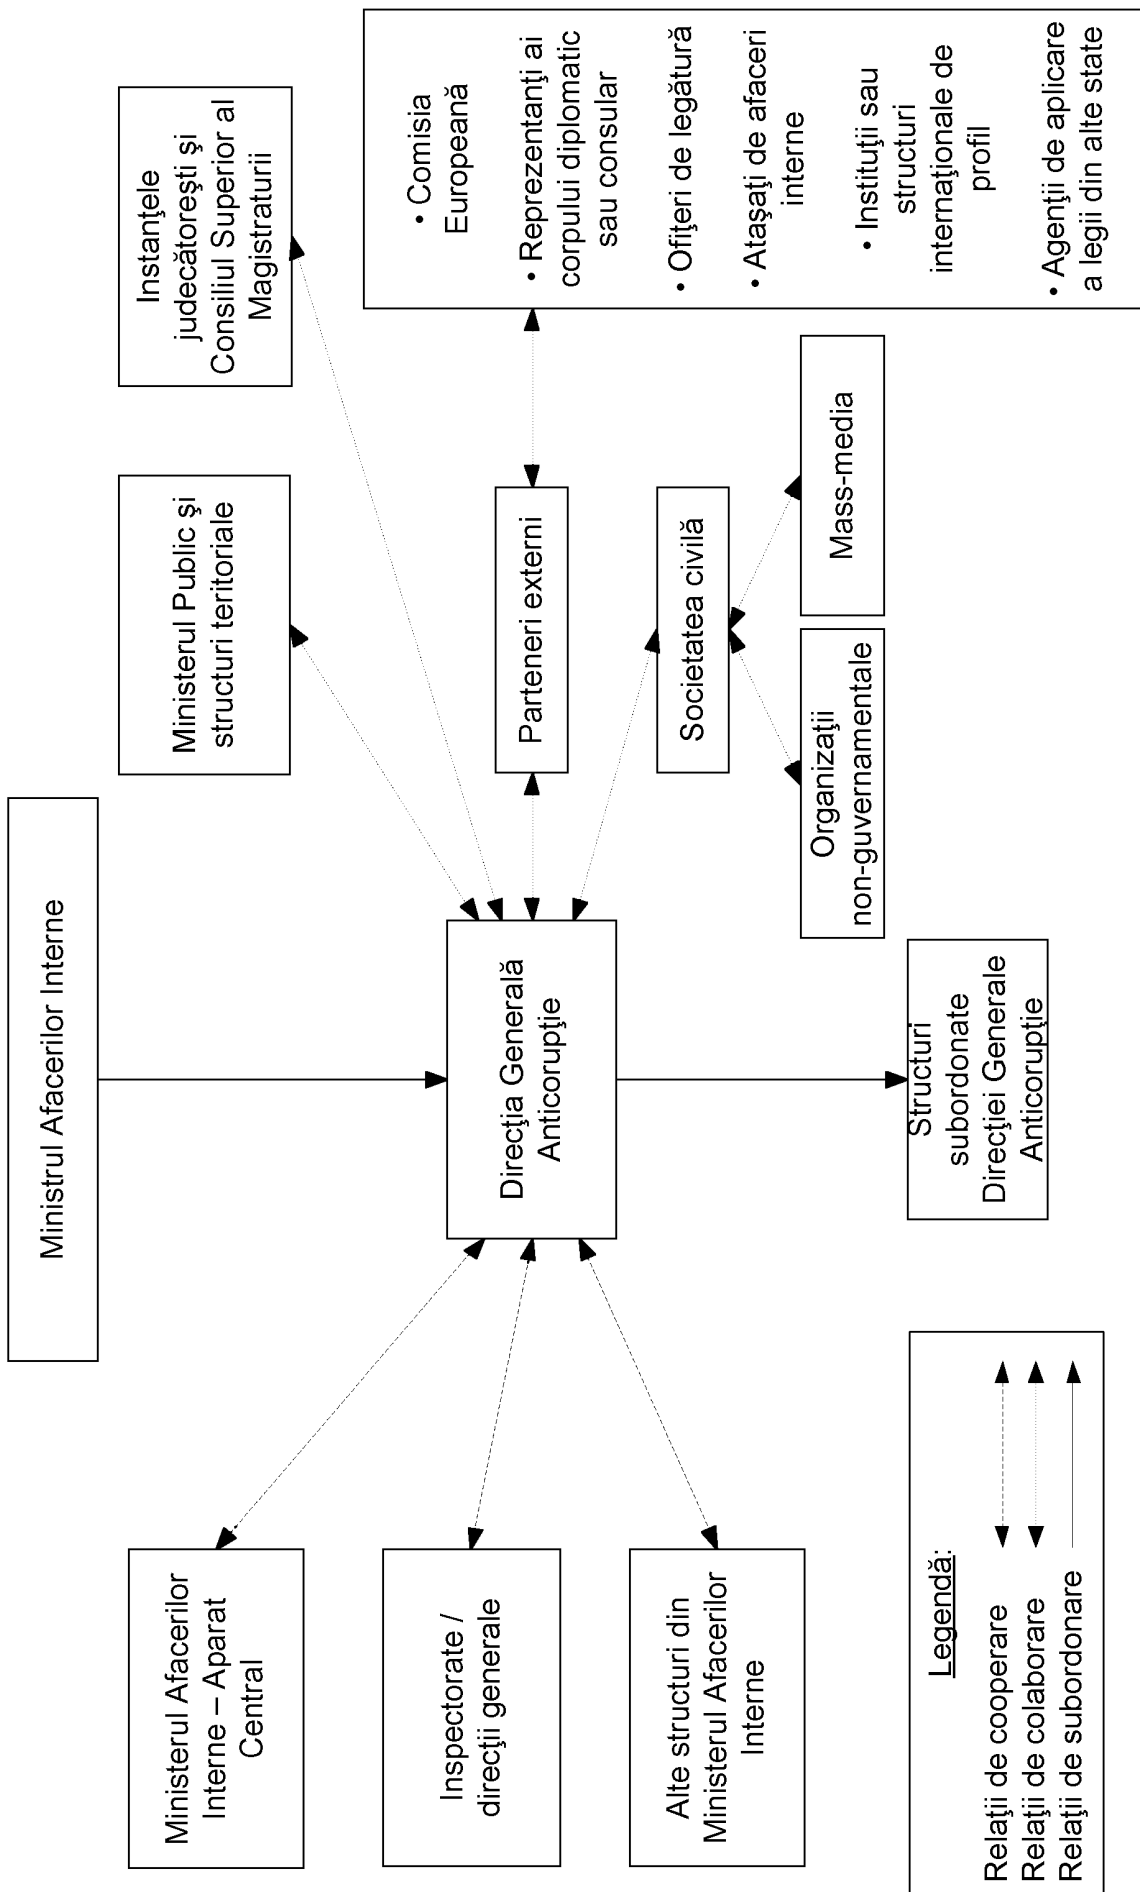 Ministrul Afacerilor Interne
Ministerul Public şi
structuri teritoriale
Instanţele
judecătoreşti şi
Consiliul Superior al
Magistraturii
Ministerul Afacerilor
Interne – Aparat
Central
Inspectorate /
direcţii generale
Alte structuri din
Ministerul Afacerilor
Interne
Direcţia Generală
Anticorupţie
Parteneri externi
• Comisia
Europeană
• Reprezentanţi ai
corpului diplomatic
sau consular
• Ofiţeri de legătură
• Ataşaţi de afaceri
interne
• Instituţii sau
structuri
internaţionale de
profil
• Agenţii de aplicare
a legii din alte state
Societatea civilă
Organizaţii
non-guvernamentale
Mass-media
Structuri
subordonate
Direcţiei Generale
Anticorupţie
Legendă:
Relaţii de cooperare
Relaţii de colaborare
Relaţii de subordonare